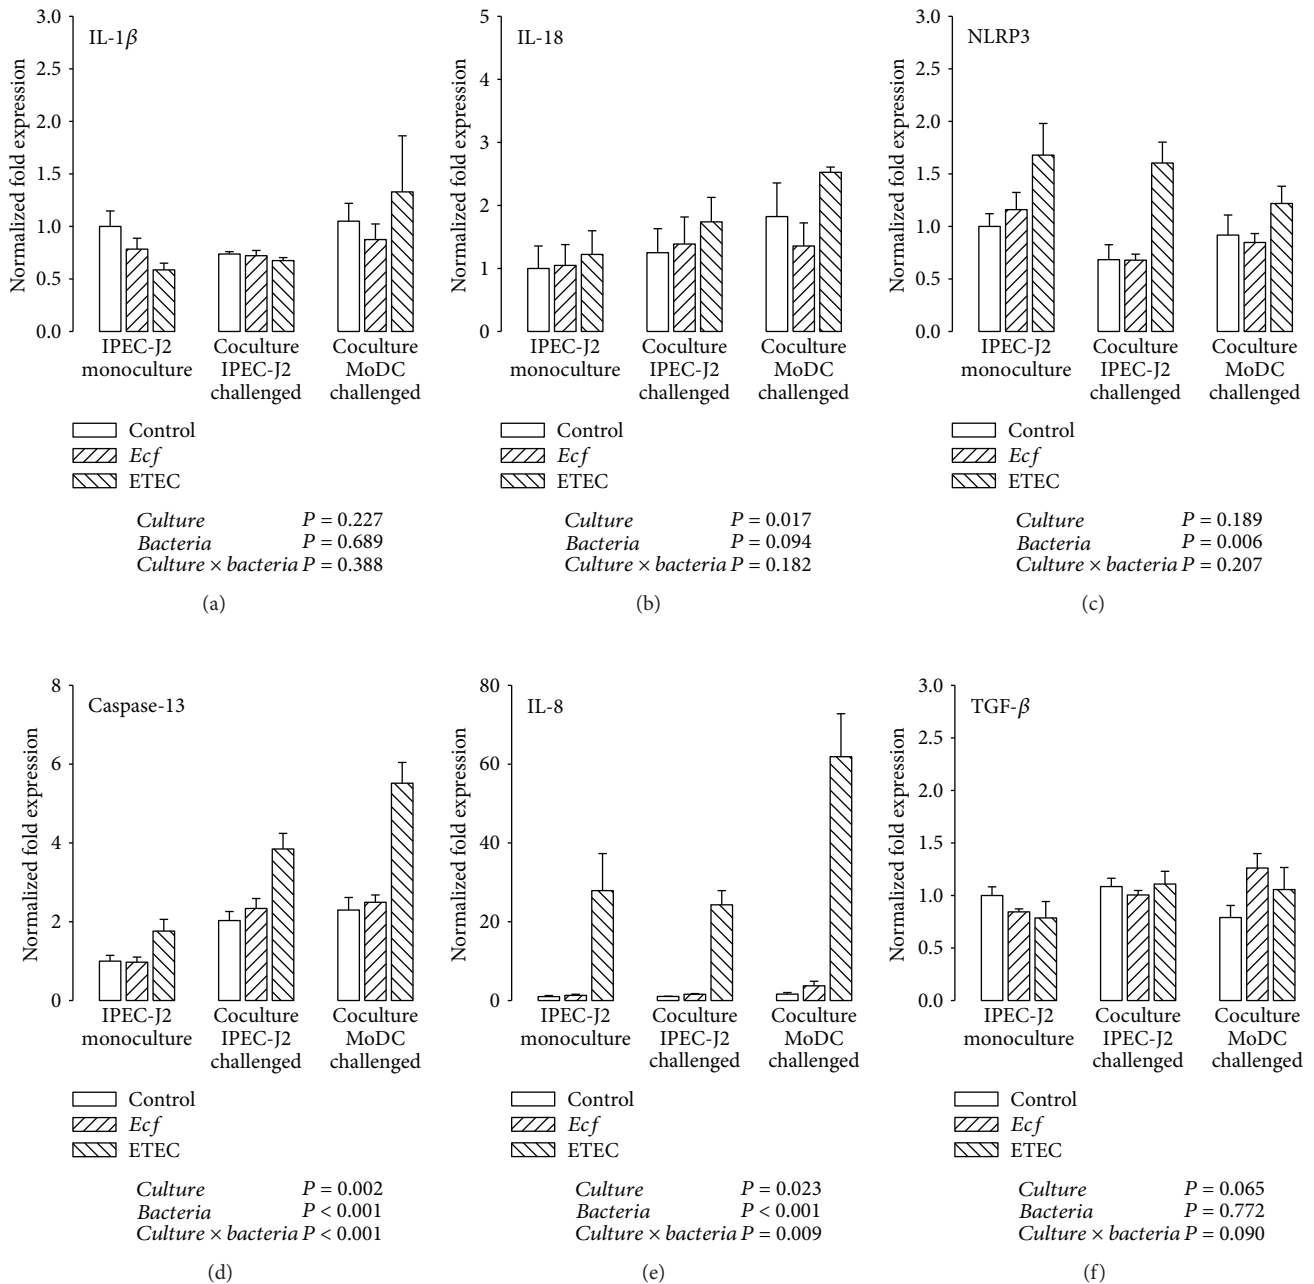 IL-1β
Normalized fold expression
3.0
2.5
2.0
1.5
1.0
0.5
0.0
IPEC-J2
monoculture
Coculture
IPEC-J2
challenged
Coculture
MoDC
challenged
Control
Ecf
ETEC
Culture P = 0.227
Bacteria P = 0.689
Culture × bacteria P = 0.388
(a)
IL-18
Normalized fold expression
5
4
3
2
1
0
IPEC-J2
monoculture
Coculture
IPEC-J2
challenged
Coculture
MoDC
challenged
Control
Ecf
ETEC
Culture P = 0.017
Bacteria P = 0.094
Culture × bacteria P = 0.182
(b)
NLRP3
Normalized fold expression
3.0
2.5
2.0
1.5
1.0
0.5
0.0
IPEC-J2
monoculture
Coculture
IPEC-J2
challenged
Coculture
MoDC
challenged
Control
Ecf
ETEC
Culture P = 0.189
Bacteria P = 0.006
Culture × bacteria P = 0.207
(c)
Caspase-13
Normalized fold expression
8
6
4
2
0
IPEC-J2
monoculture
Coculture
IPEC-J2
challenged
Coculture
MoDC
challenged
Control
Ecf
ETEC
Culture P = 0.002
Bacteria P < 0.001
Culture × bacteria P < 0.001
(d)
IL-8
Normalized fold expression
80
60
40
20
0
IPEC-J2
monoculture
Coculture
IPEC-J2
challenged
Coculture
MoDC
challenged
Control
Ecf
ETEC
Culture P = 0.023
Bacteria P < 0.001
Culture × bacteria P = 0.009
(e)
TGF-β
Normalized fold expression
3.0
2.5
2.0
1.5
1.0
0.5
0.0
IPEC-J2
monoculture
Coculture
IPEC-J2
challenged
Coculture
MoDC
challenged
Control
Ecf
ETEC
Culture P = 0.065
Bacteria P = 0.772
Culture × bacteria P = 0.090
(f)